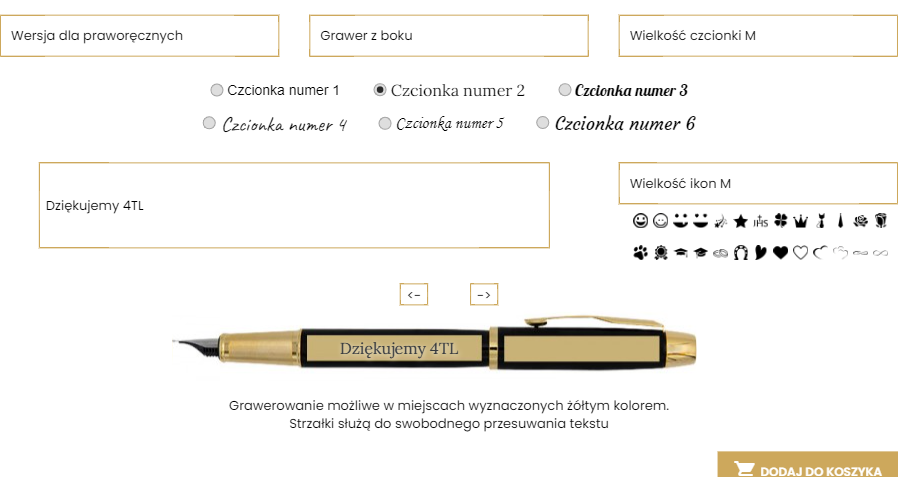 Wersja dla praworęcznych
Grawer z boku
Wielkość czcionki M
Czcionka numer 1
Czcionka numer 2
Czcionka numer 3
Czcionka numer 4
Czcionka numer 5
Czcionka numer 6
Dziękujemy 4TL
Wielkość ikon M
IHS
<-
->
Dziękujemy 4TL
Grawerowanie możliwe w miejscach wyznaczonych żółtym kolorem.
Strzałki służą do swobodnego przesuwania tekstu
DODAJ DO KOSZYKA